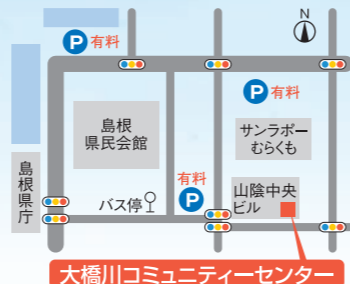 N
P 有料
P 有料
島根
県民会館
サンラポー
むらくも
島根県庁
有料
P
バス停
山陰中央
ビル
大橋川コミュニティーセンター